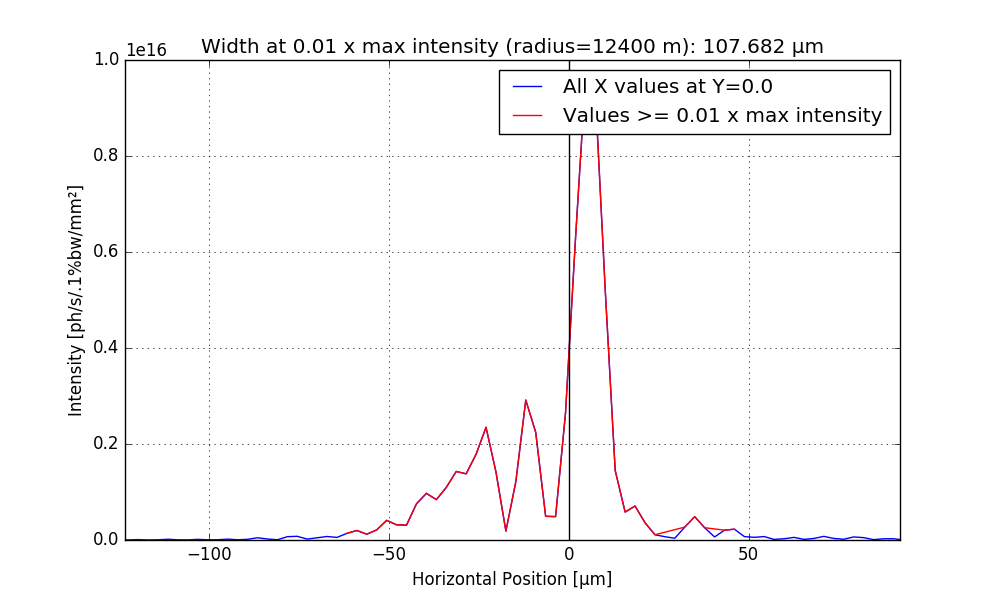 Width at 0.01 x max intensity (radius=12400 m): 107.682 μm
1e16
All X values at Y=0.0
Values >= 0.01 x max intensity
1.0
0.8
0.6
0.4
0.2
0.0
Intensity [ph/s/.1%bw/mm²]
−100 −50 0 50
Horizontal Position [μm]